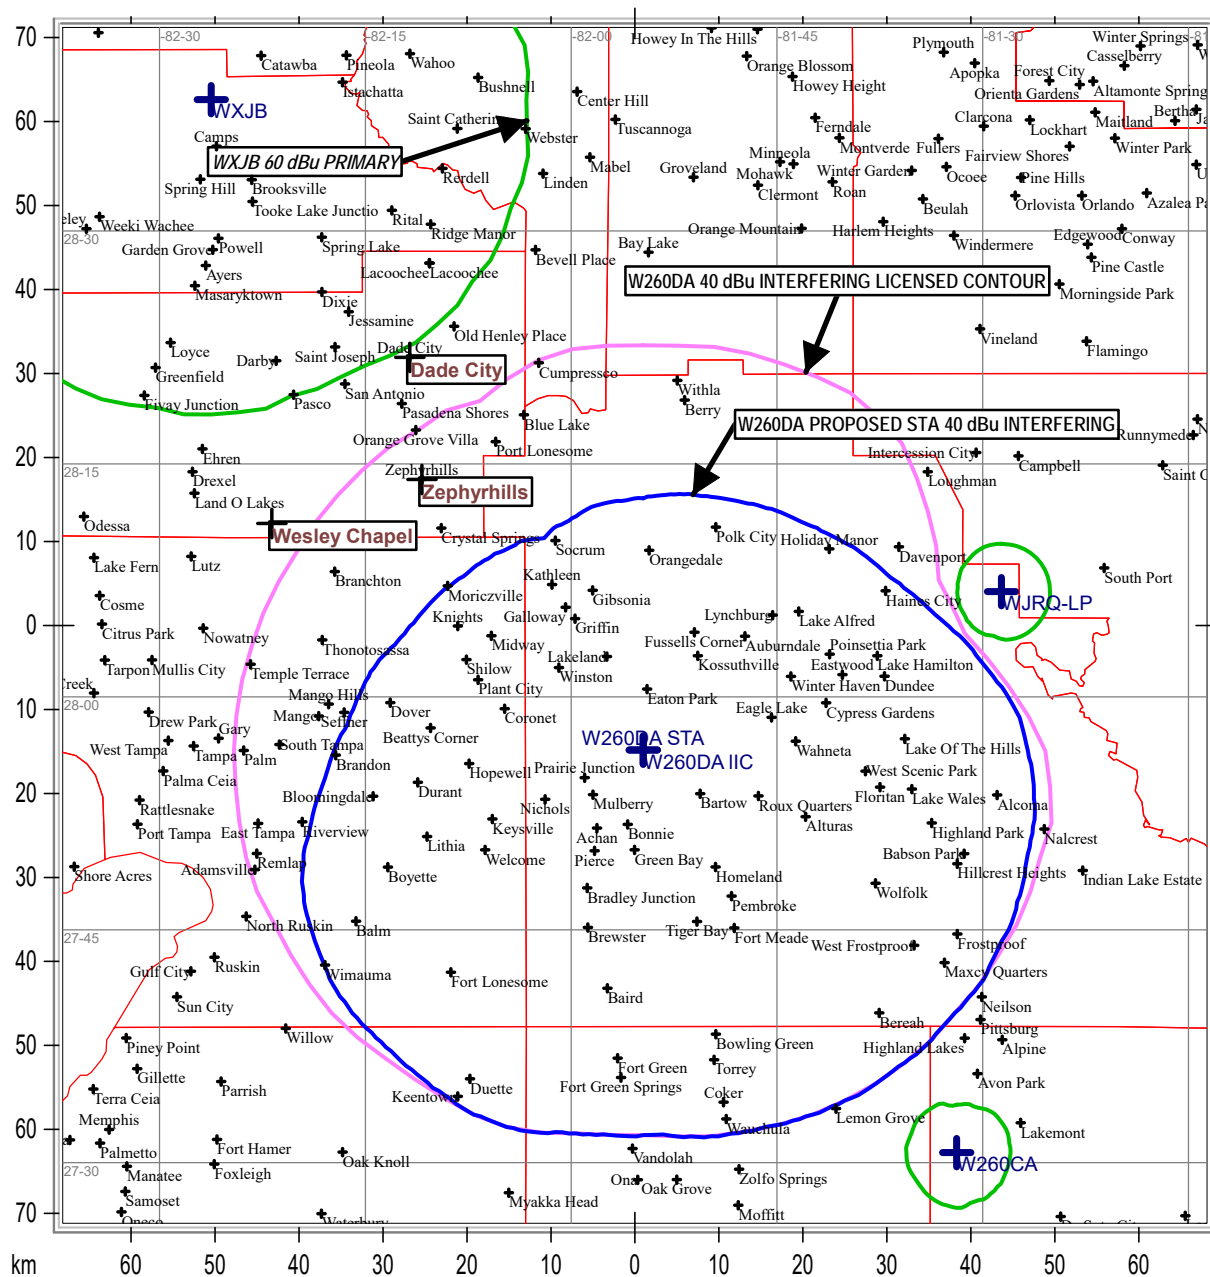 70
-82-30
-82-15
-82-00
-81-45
-81-30
Howey In The Hills
Plymouth
Winter Springs
Casselberry
Catawba
Pineola
Wahoo
Orange Blossom
Apopka
Forest City
Istachatta
Bushnell
Howey Height
Orienta Gardens
Altamonte Spring
WXJB
Center Hill
60
Saint Catherin
Webster
Tuscannoga
Ferndale
Clarcona
Lockhart
Maitland
Bertha
Camps
WXJB 60 dBu PRIMARY
Mabel
Minneola
Montverde
Fullers
Fairview Shores
Winter Park
Groveland
Mohawk
Winter Garden
Rerdell
Linden
Clermont
Roan
Ocoee
Pine Hills
Spring Hill
Brooksville
50
Tooke Lake Junctio
Rital
Beulah
Orlovista
Orlando
Azalea Pa
eley
Weeki Wachee
Ridge Manor
Orange Mountain
Harlem Heights
28-30
Garden Grove
Powell
Spring Lake
Bay Lake
Windermere
Edgewood
Conway
Bevell Place
Ayers
Lacoochee
Lacoochee
Pine Castle
40
Masaryktown
W260DA 40 dBu INTERFERING LICENSED CONTOUR
Morningside Park
Dixie
Jessamine
Old Henley Place
Vineland
Loyce
Darby
Saint Joseph
Dade City
Flamingo
30
Greenfield
Dade City
Cumpressco
Fivay Junction
Pasco
San Antonio
Withla
Pasadena Shores
Berry
Blue Lake
W260DA PROPOSED STA 40 dBu INTERFERING
Orange Grove Villa
Port Lonesome
Runnymede
20
Ehren
Intercession City
Campbell
28-15
Drexel
Zephyrhills
Loughman
Saint C
Land O Lakes
Zephyrhills
Odessa
Wesley Chapel
Crystal Springs
Polk City
Holiday Manor
10
Socrum
Orangedale
Davenport
Lake Fern
Lutz
Branchton
Kathleen
South Port
Cosme
Moriczville
Gibsonia
Haines City
WJRQ-LP
0
Citrus Park
Nowatney
Knights
Galloway
Griffin
Lynchburg
Lake Alfred
Thonotosassa
Midway
Fussells Corner
Auburndale
Poinsettia Park
Tarpon
Mullis City
Temple Terrace
Shilow
Lakeland
Winston
Kossuthville
Eastwood
Lake Hamilton
Creek
Plant City
Winter Haven
Dundee
28-00
Mango Hills
Dover
Eaton Park
10
Drew Park
Mango
Seffner
Coronet
Eagle Lake
Cypress Gardens
West Tampa
Gary
South Tampa
Beattys Corner
W260DA STA
Tampa
Palm
Brandon
W260DA IIC
Wahneta
Lake Of The Hills
Palma Ceia
Hopewell
Prairie Junction
West Scenic Park
20
Rattlesnake
Bloomingdale
Durant
Nichols
Mulberry
Bartow
Roux Quarters
Floritan
Lake Wales
Alcoma
Port Tampa
East Tampa
Riverview
Keysville
Achan
Bonnie
Alturas
Highland Park
Lithia
Nalcrest
Remlap
Welcome
Pierce
Green Bay
Babson Park
Shore Acres
Adamsville
Boyette
Homeland
Hillcrest Heights
Indian Lake Estate
30
Bradley Junction
Pembroke
Wolfolk
North Ruskin
Balm
Brewster
Tiger Bay
Fort Meade
27-45
West Frostproof
Frostproof
40
Gulf City
Ruskin
Wimauma
Fort Lonesome
Maxcy Quarters
Sun City
Baird
Neilson
Bereah
Pittsburg
Willow
50
Piney Point
Bowling Green
Highland Lakes
Alpine
Gillette
Fort Green
Torrey
Terra Ceia
Parrish
Duette
Fort Green Springs
Avon Park
Keentown
Coker
Memphis
Wauchula
Lemon Grove
60
Lakemont
Palmetto
Fort Hamer
Oak Knoll
Vandolah
27-30
Manatee
Foxleigh
Zolfo Springs
W260CA
Ona
Oak Grove
Samoset
Myakka Head
70
Oneco
Waterbury
Moffitt
km
60
50
40
30
20
10
0
10
20
30
40
50
60